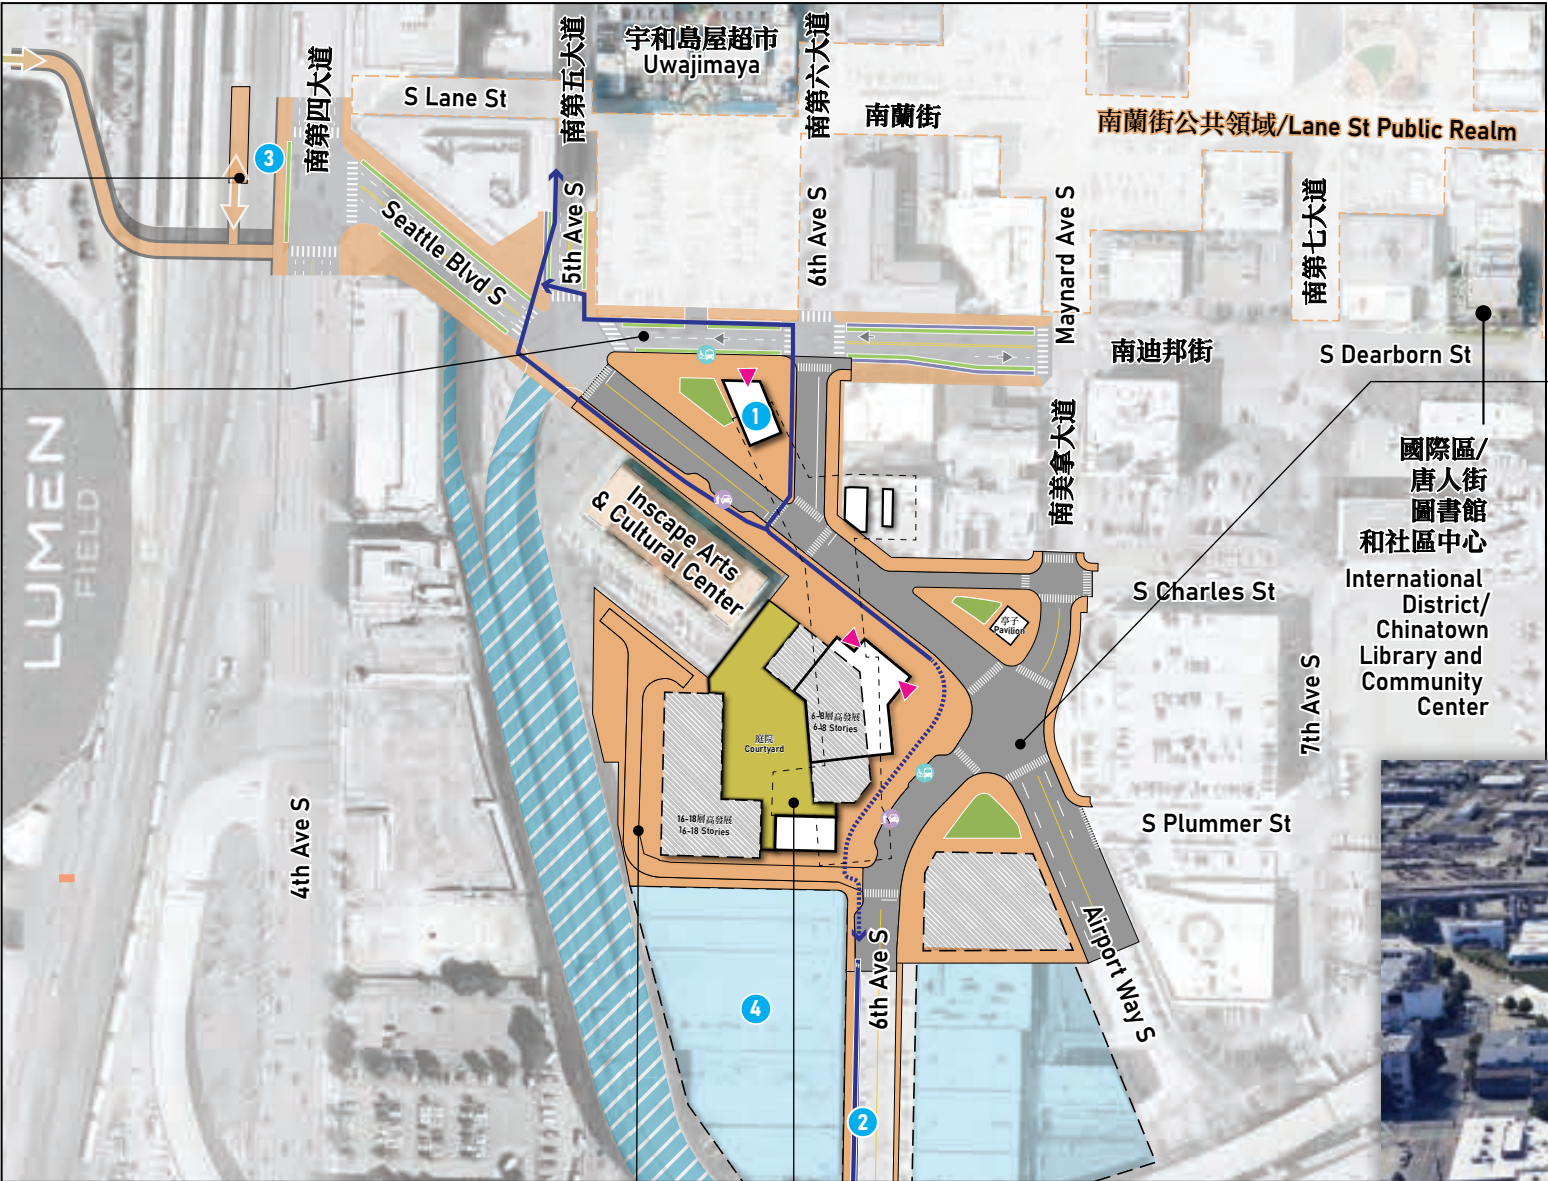 南第四大道
S Lane St
南第五大道
宇和島屋超市
Uwajimaya
南第六大道
南蘭街
南蘭街公共領域/Lane St Public Realm
3
Seattle Blvd S
5th Ave S
6th Ave S
Maynard Ave S
南第七大道
南迪邦街
S Dearborn St
1
LUMEN
FIELD
Inscape Arts
& Cultural Center
南美拿大道
國際區/
唐人街
圖書館
和社區中心
International
District/
Chinatown
Library and
Community
Center
S Charles St
亭子
Pavilion
7th Ave S
6-8層高發展
6-8 Stories
庭院
Courtyard
16-18層高發展
16-18 Stories
4th Ave S
S Plummer St
Airport Way S
6th Ave S
4
2